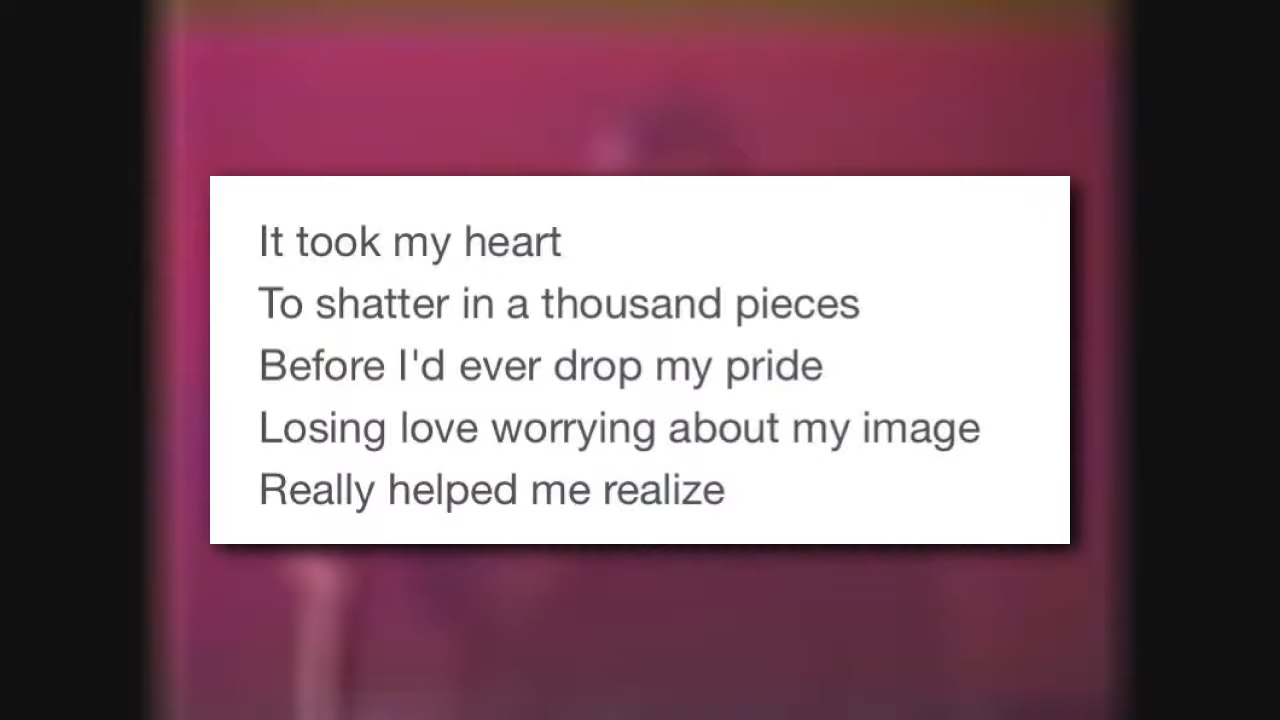 It took my heart
To shatter in a thousand pieces
Before I'd ever drop my pride
Losing love worrying about my image
Really helped me realize